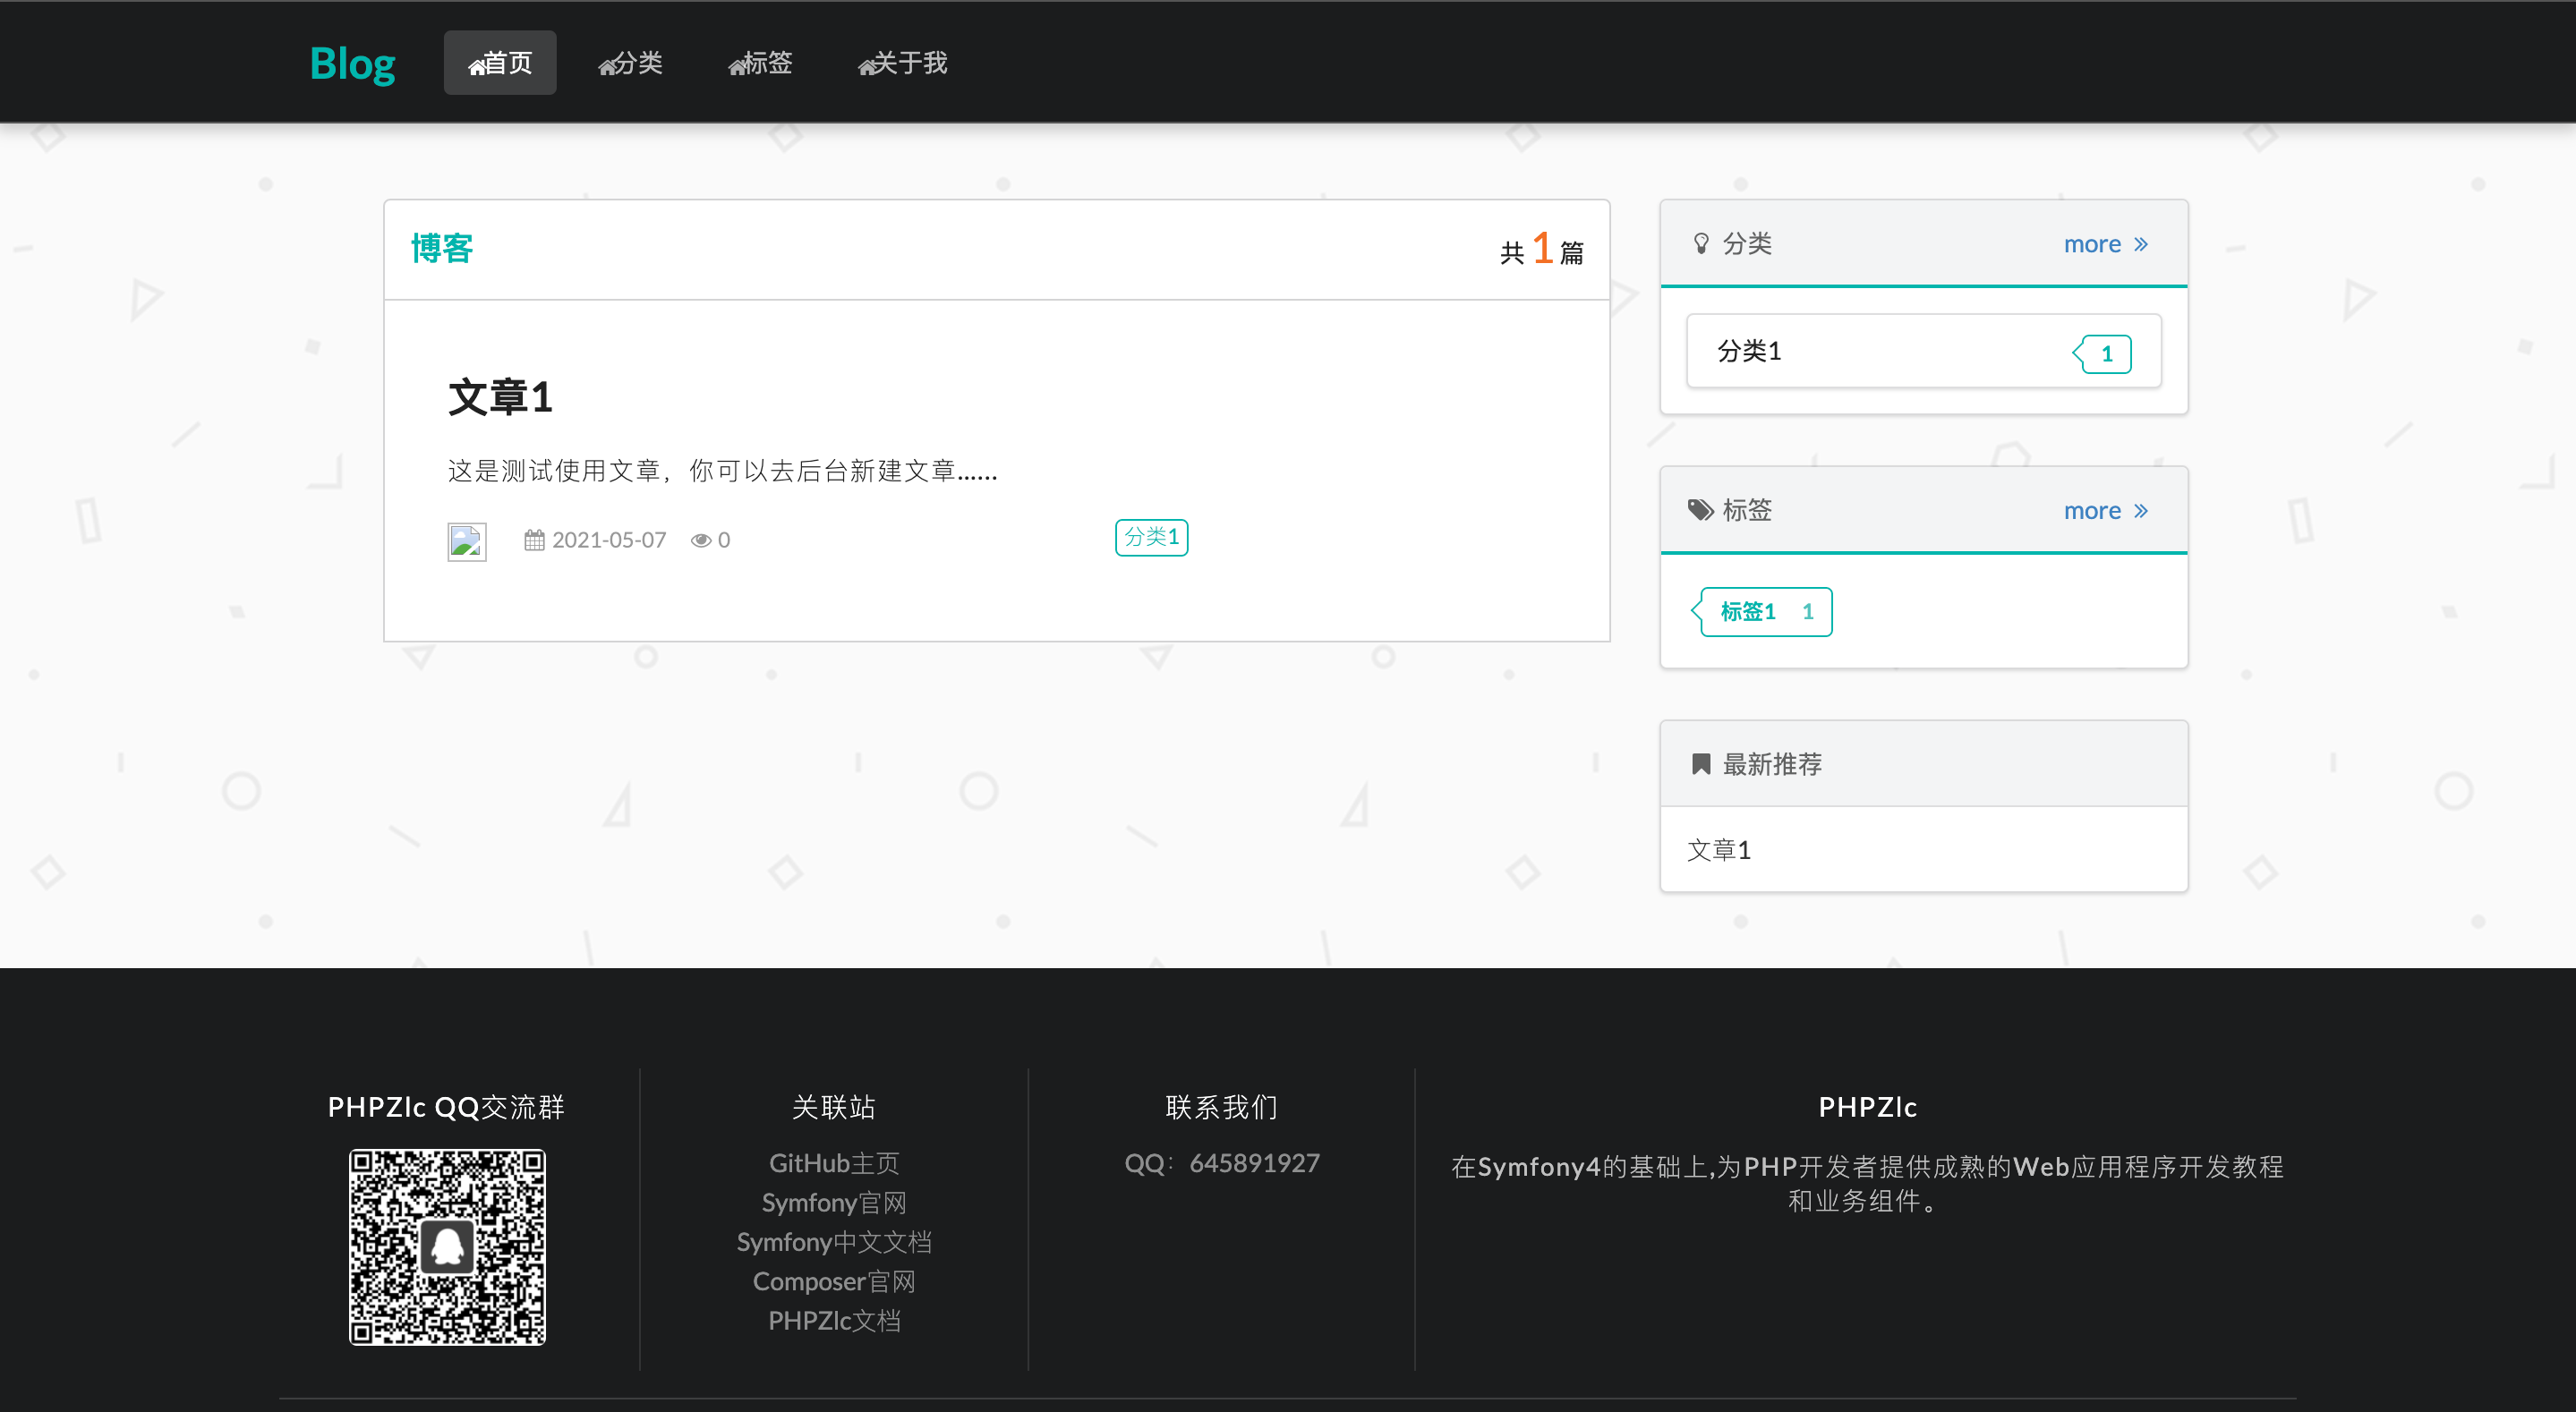 Blog
首页
分类
标签
关于我
博客
共 1 篇
文章1
这是测试使用文章，你可以去后台新建文章......
2021-05-07
0
分类1
分类
more
分类1
1
标签
more
标签1 1
最新推荐
文章1
PHPZlc QQ交流群
关联站
GitHub主页
Symfony官网
Symfony中文文档
Composer官网
PHPZlc文档
联系我们
QQ：645891927
PHPZlc
在Symfony4的基础上,为PHP开发者提供成熟的Web应用程序开发教程
和业务组件。